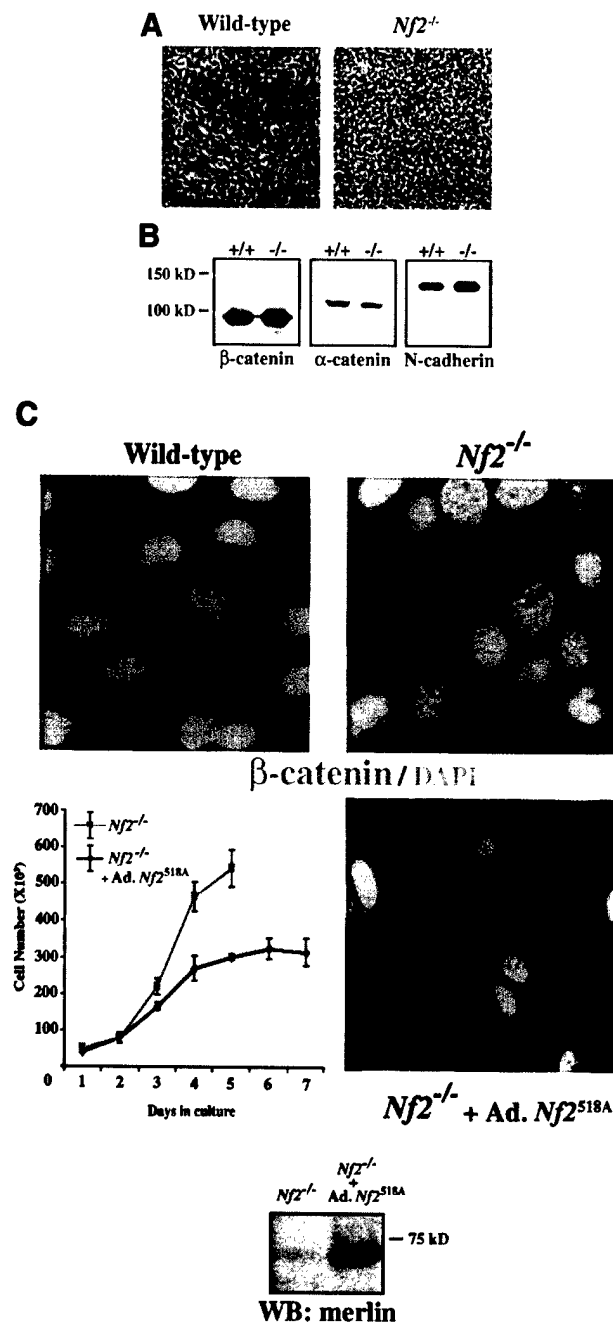 A
Wild-type Nf2-/-
B
+/+ -/- +/+ -/- +/+ -/-
150 kD
100 kD
β-catenin α-catenin N-cadherin
C
Wild-type Nf2-/-
β-catenin / DAPI
700
600
500
400
300
200
100
0
Cell Number (X10³)
Nf2-/-
Nf2-/-
+ Ad. Nf2518A
1 2 3 4 5 6 7
Days in culture
Nf2-/- + Ad. Nf2518A
Nf2-/-
Nf2-/-
+
Ad. Nf2518A
75 kD
WB: merlin